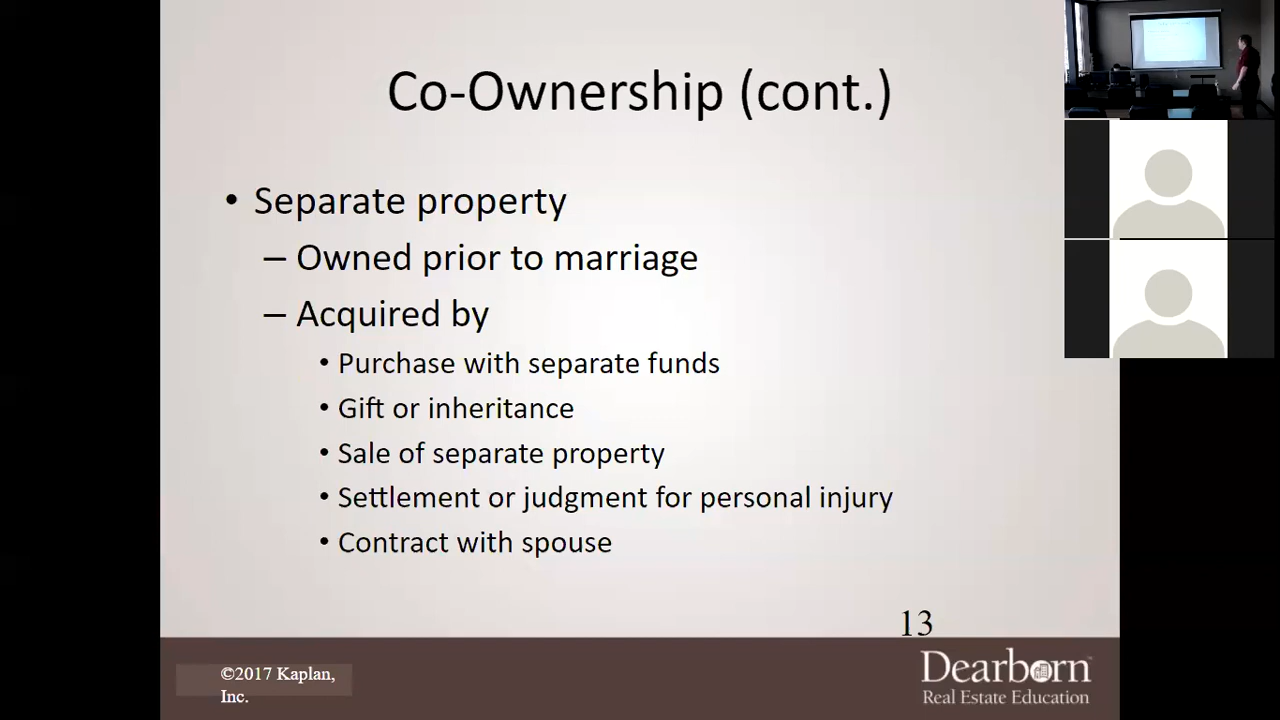 Co-Ownership (cont.)
• Separate property
– Owned prior to marriage
– Acquired by
• Purchase with separate funds
• Gift or inheritance
• Sale of separate property
• Settlement or judgment for personal injury
• Contract with spouse
13
©2017 Kaplan,
Inc.
Dearborn
Real Estate Education